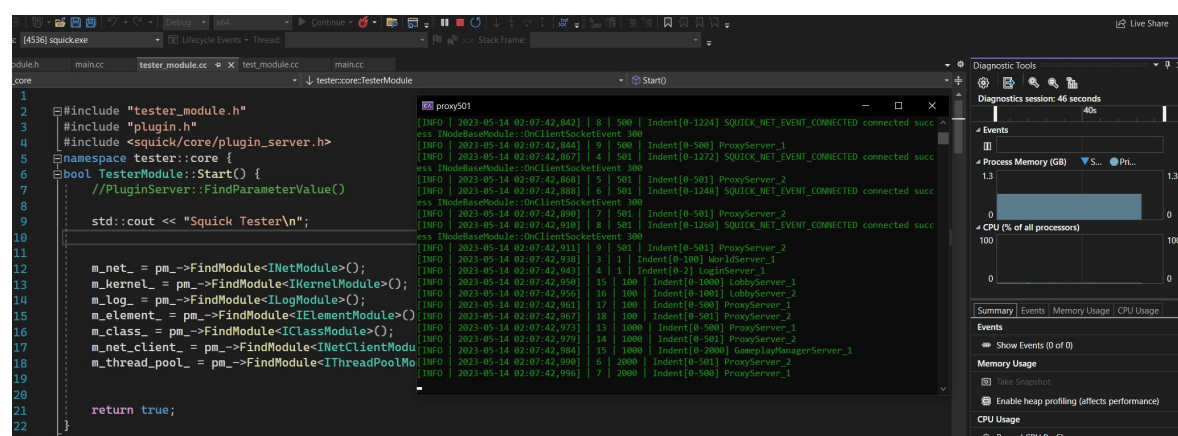 Debug
x64
Continue
Live Share
s: [4536] squick.exe
Lifecycle Events
Thread:
Stack Frame:
odule.h
main.cc
tester_module.cc
test_module.cc
main.cc
_core
tester::core::TesterModule
Start()
1
2 #include "tester_module.h"
3 #include "plugin.h"
4 #include <squick/core/plugin_server.h>
5 namespace tester::core {
6 bool TesterModule::Start() {
7 //PluginServer::FindParameterValue()
8
9 std::cout << "Squick Tester\n";
10
11
12 m_net_ = pm_->FindModule<INetModule>();
13 m_kernel_ = pm_->FindModule<IKernelModule>();
14 m_log_ = pm_->FindModule<ILogModule>();
15 m_element_ = pm_->FindModule<IElementModule>()
16 m_class_ = pm_->FindModule<IClassModule>();
17 m_net_client_ = pm_->FindModule<INetClientModu
18 m_thread_pool_ = pm_->FindModule<IThreadPoolMo
19
20
21 return true;
22 }
proxy501
[INFO | 2023-05-14 02:07:42,842] | 8 | 500 | Indent[0-1224] SQUICK_NET_EVENT_CONNECTED connected succ
ess INodeBaseModule::OnClientSocketEvent 300
[INFO | 2023-05-14 02:07:42,844] | 9 | 500 | Indent[0-500] ProxyServer_1
[INFO | 2023-05-14 02:07:42,867] | 4 | 501 | Indent[0-1272] SQUICK_NET_EVENT_CONNECTED connected succ
ess INodeBaseModule::OnClientSocketEvent 300
[INFO | 2023-05-14 02:07:42,868] | 5 | 501 | Indent[0-501] ProxyServer_2
[INFO | 2023-05-14 02:07:42,888] | 6 | 501 | Indent[0-1248] SQUICK_NET_EVENT_CONNECTED connected succ
ess INodeBaseModule::OnClientSocketEvent 300
[INFO | 2023-05-14 02:07:42,890] | 7 | 501 | Indent[0-501] ProxyServer_2
[INFO | 2023-05-14 02:07:42,910] | 8 | 501 | Indent[0-1260] SQUICK_NET_EVENT_CONNECTED connected succ
ess INodeBaseModule::OnClientSocketEvent 300
[INFO | 2023-05-14 02:07:42,911] | 9 | 501 | Indent[0-501] ProxyServer_2
[INFO | 2023-05-14 02:07:42,938] | 3 | 1 | Indent[0-100] WorldServer_1
[INFO | 2023-05-14 02:07:42,943] | 4 | 1 | Indent[0-2] LoginServer_1
[INFO | 2023-05-14 02:07:42,950] | 15 | 100 | Indent[0-1000] LobbyServer_1
[INFO | 2023-05-14 02:07:42,956] | 16 | 100 | Indent[0-1001] LobbyServer_2
[INFO | 2023-05-14 02:07:42,961] | 17 | 100 | Indent[0-500] ProxyServer_1
[INFO | 2023-05-14 02:07:42,967] | 18 | 100 | Indent[0-501] ProxyServer_2
[INFO | 2023-05-14 02:07:42,973] | 13 | 1000 | Indent[0-500] ProxyServer_1
[INFO | 2023-05-14 02:07:42,979] | 14 | 1000 | Indent[0-501] ProxyServer_2
[INFO | 2023-05-14 02:07:42,984] | 15 | 1000 | Indent[0-2000] GameplayManagerServer_1
[INFO | 2023-05-14 02:07:42,990] | 6 | 2000 | Indent[0-501] ProxyServer_2
[INFO | 2023-05-14 02:07:42,996] | 7 | 2000 | Indent[0-500] ProxyServer_1
Diagnostic Tools
Diagnostics session: 46 seconds
40s
Events
Process Memory (GB) S... Pri...
1.3 1.3
0 0
CPU (% of all processors)
100 100
0 0
Summary Events Memory Usage CPU Usage
Events
Show Events (0 of 0)
Memory Usage
Take Snapshot
Enable heap profiling (affects performance)
CPU Usage